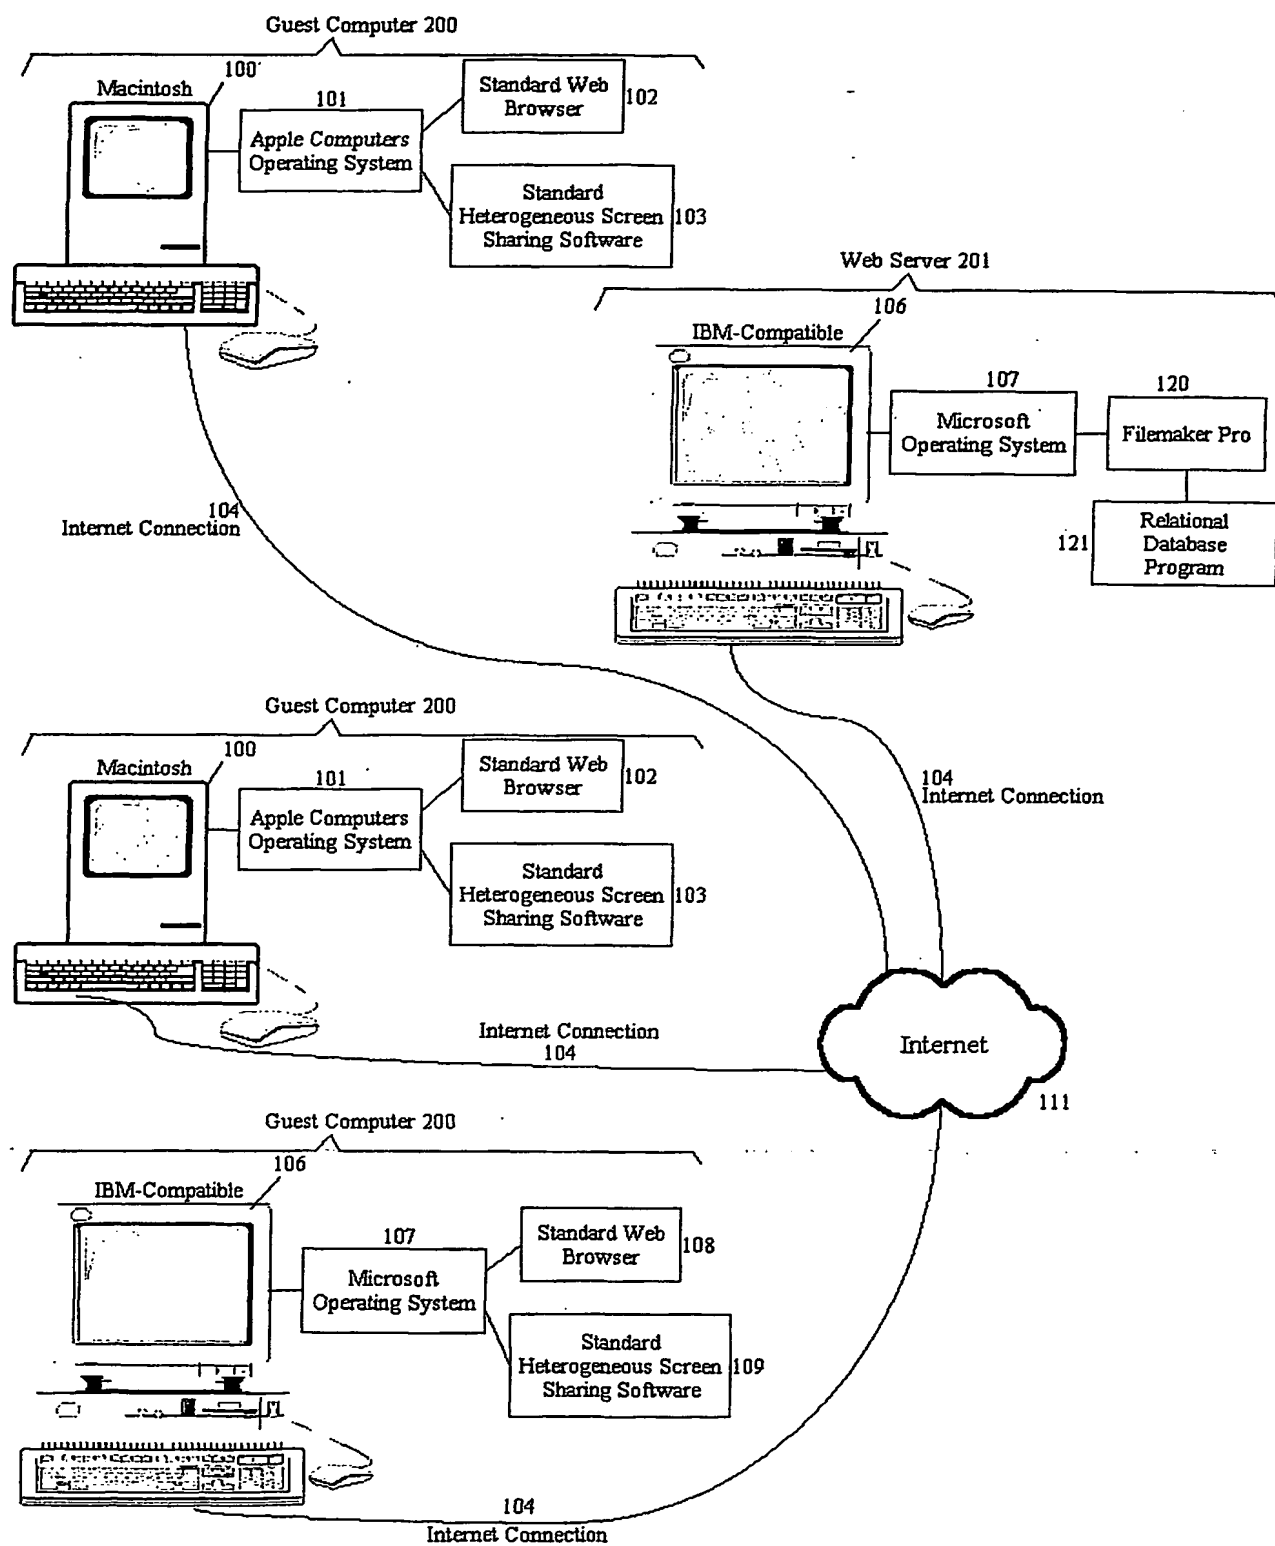 Guest Computer 200
100
Macintosh
101
Apple Computers
Operating System
Standard Web
Browser
102
Standard
Heterogeneous Screen
Sharing Software
103
Web Server 201
106
IBM-Compatible
107
Microsoft
Operating System
120
Filemaker Pro
121
Relational
Database
Program
104
Internet Connection
104
Internet Connection
Guest Computer 200
100
Macintosh
101
Apple Computers
Operating System
Standard Web
Browser
102
Standard
Heterogeneous Screen
Sharing Software
103
Internet Connection
104
Internet
111
Guest Computer 200
106
IBM-Compatible
107
Microsoft
Operating System
Standard Web
Browser
108
Standard
Heterogeneous Screen
Sharing Software
109
104
Internet Connection